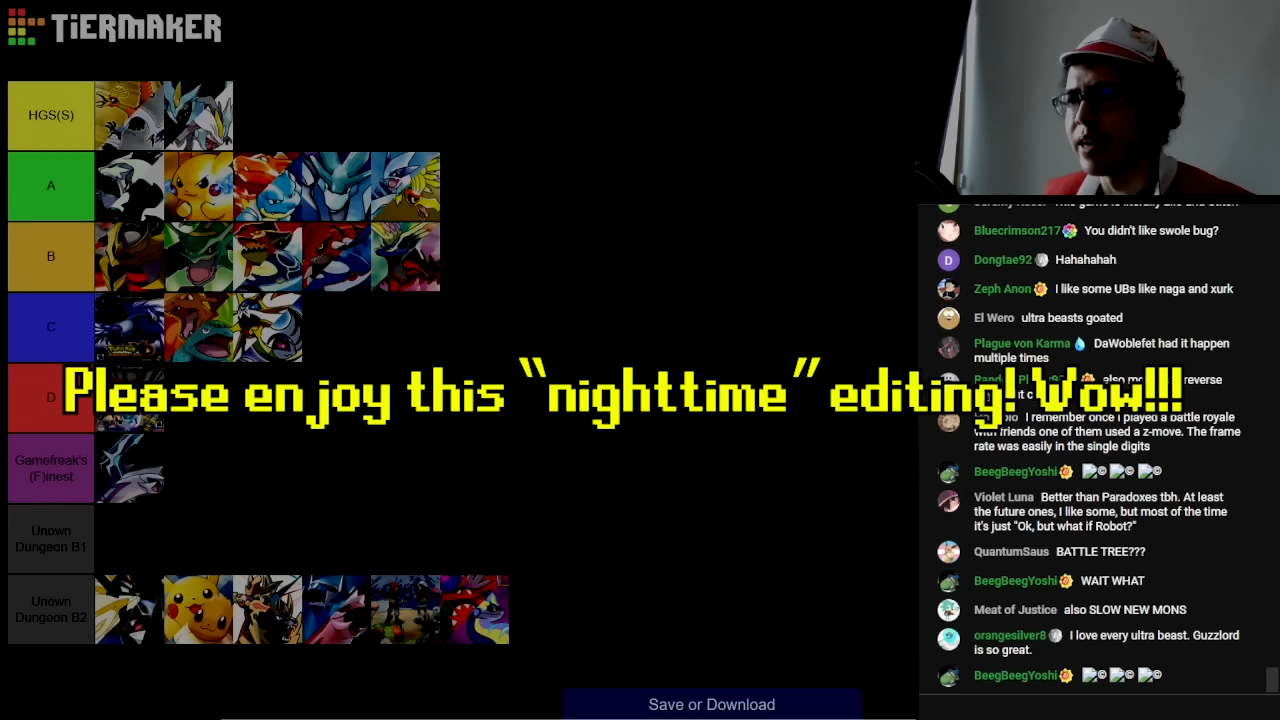 TiERMAKER
HGS(S)
A
B
C
D
Gamefreak's
(F)inest
Unown
Dungeon B1
Unown
Dungeon B2
Please enjoy this “nighttime” editing! Wow!!!
Save or Download
Bluecrimson217 You didn't like swole bug?
Dongtae92 Hahahahah
Zeph Anon I like some UBs like naga and xurk
El Wero ultra beasts goated
Plague von Karma DaWoblefet had it happen
multiple times
also reverse
I remember once I played a battle royale
with friends one of them used a z-move. The frame
rate was easily in the single digits
BeegBeegYoshi
Violet Luna Better than Paradoxes tbh. At least
the future ones, I like some, but most of the time
it's just "Ok, but what if Robot?"
QuantumSaus BATTLE TREE???
BeegBeegYoshi WAIT WHAT
Meat of Justice also SLOW NEW MONS
orangesilver8 I love every ultra beast. Guzzlord
is so great.
BeegBeegYoshi